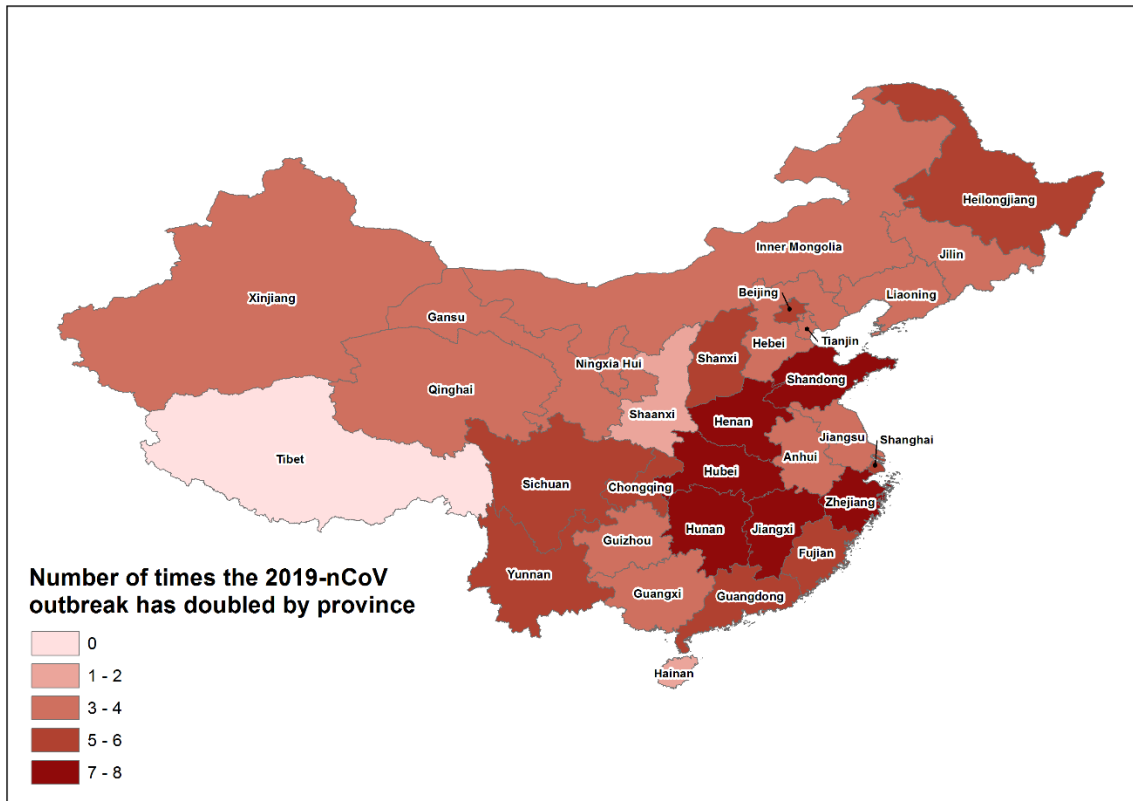 Heilongjiang
Inner Mongolia
Jilin
Beijing
Liaoning
Xinjiang
Gansu
Tianjin
Hebei
Ningxia Hui
Shanxi
Shandong
Qinghai
Shaanxi
Henan
Jiangsu
Shanghai
Anhui
Tibet
Hubei
Sichuan
Chongqing
Zhejiang
Hunan
Jiangxi
Guizhou
Fujian
Yunnan
Guangxi
Guangdong
Hainan
Number of times the 2019-nCoV
outbreak has doubled by province
0
1 - 2
3 - 4
5 - 6
7 - 8